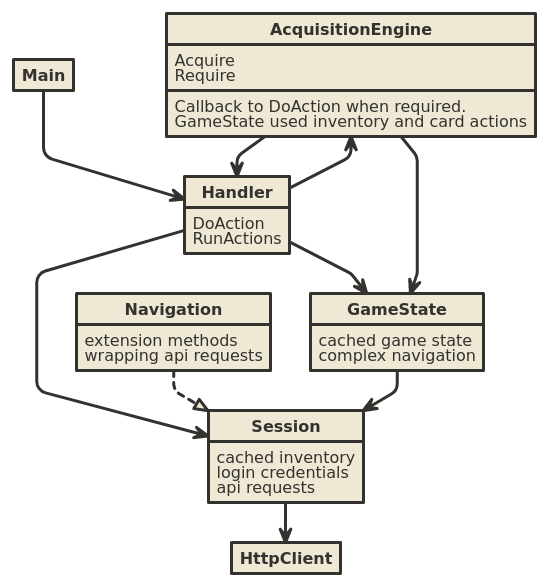 AcquisitionEngine
Acquire
Require
Callback to DoAction when required.
GameState used inventory and card actions
Main
Handler
DoAction
RunActions
Navigation
extension methods
wrapping api requests
GameState
cached game state
complex navigation
Session
cached inventory
login credentials
api requests
HttpClient